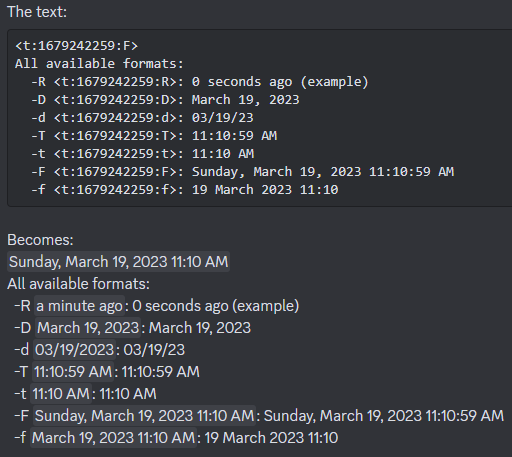 The text:
<t:1679242259:F>
All available formats:
-R <t:1679242259:R>: 0 seconds ago (example)
-D <t:1679242259:D>: March 19, 2023
-d <t:1679242259:d>: 03/19/23
-T <t:1679242259:T>: 11:10:59 AM
-t <t:1679242259:t>: 11:10 AM
-F <t:1679242259:F>: Sunday, March 19, 2023 11:10:59 AM
-f <t:1679242259:f>: 19 March 2023 11:10
Becomes:
Sunday, March 19, 2023 11:10 AM
All available formats:
-R a minute ago: 0 seconds ago (example)
-D March 19, 2023: March 19, 2023
-d 03/19/2023: 03/19/23
-T 11:10:59 AM: 11:10:59 AM
-t 11:10 AM: 11:10 AM
-F Sunday, March 19, 2023 11:10 AM: Sunday, March 19, 2023 11:10:59 AM
-f March 19, 2023 11:10 AM: 19 March 2023 11:10